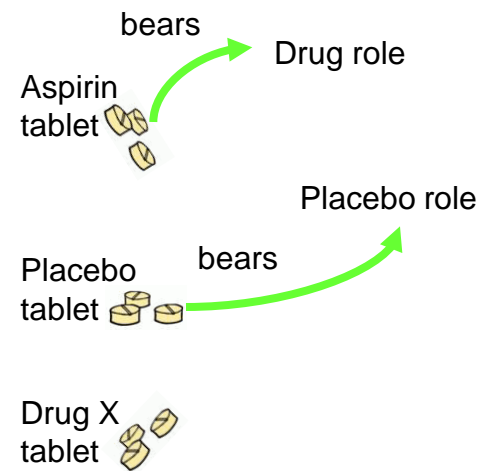 bears
Drug role
Aspirin
tablet
Placebo role
Placebo
tablet
bears
Drug X
tablet